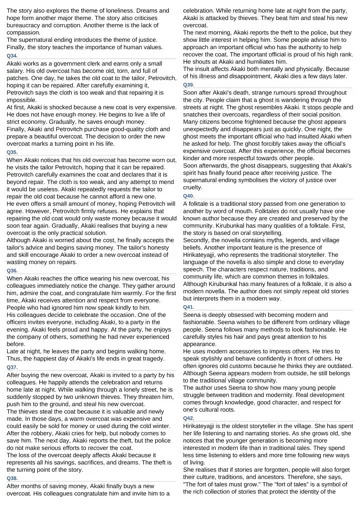 The story also explores the theme of loneliness. Dreams and
hope form another major theme. The story also criticises
bureaucracy and corruption. Another theme is the lack of
compassion.
The supernatural ending introduces the theme of justice.
Finally, the story teaches the importance of human values.
Q34.
Akaki works as a government clerk and earns only a small
salary. His old overcoat has become old, torn, and full of
patches. One day, he takes the old coat to the tailor, Petrovitch,
hoping it can be repaired. After carefully examining it,
Petrovitch says the cloth is too weak and that repairing it is
impossible.
At first, Akaki is shocked because a new coat is very expensive.
He does not have enough money. He begins to live a life of
strict economy. Gradually, he saves enough money.
Finally, Akaki and Petrovitch purchase good-quality cloth and
prepare a beautiful overcoat. The decision to order the new
overcoat marks a turning point in his life.
Q35.
When Akaki notices that his old overcoat has become worn out,
he visits the tailor Petrovitch, hoping that it can be repaired.
Petrovitch carefully examines the coat and declares that it is
beyond repair. The cloth is too weak, and any attempt to mend
it would be useless. Akaki repeatedly requests the tailor to
repair the old coat because he cannot afford a new one.
He even offers a small amount of money, hoping Petrovitch will
agree. However, Petrovitch firmly refuses. He explains that
repairing the old coat would only waste money because it would
soon tear again. Gradually, Akaki realises that buying a new
overcoat is the only practical solution.
Although Akaki is worried about the cost, he finally accepts the
tailor's advice and begins saving money. The tailor's honesty
and skill encourage Akaki to order a new overcoat instead of
wasting money on repairs.
Q36.
When Akaki reaches the office wearing his new overcoat, his
colleagues immediately notice the change. They gather around
him, admire the coat, and congratulate him warmly. For the first
time, Akaki receives attention and respect from everyone.
People who had ignored him now speak kindly to him.
His colleagues decide to celebrate the occasion. One of the
officers invites everyone, including Akaki, to a party in the
evening. Akaki feels proud and happy. At the party, he enjoys
the company of others, something he had never experienced
before.
Late at night, he leaves the party and begins walking home.
Thus, the happiest day of Akaki's life ends in great tragedy.
Q37.
After buying the new overcoat, Akaki is invited to a party by his
colleagues. He happily attends the celebration and returns
home late at night. While walking through a lonely street, he is
suddenly stopped by two unknown thieves. They threaten him,
push him to the ground, and steal his new overcoat.
The thieves steal the coat because it is valuable and newly
made. In those days, a warm overcoat was expensive and
could easily be sold for money or used during the cold winter.
After the robbery, Akaki cries for help, but nobody comes to
save him. The next day, Akaki reports the theft, but the police
do not make serious efforts to recover the coat.
The loss of the overcoat deeply affects Akaki because it
represents all his savings, sacrifices, and dreams. The theft is
the turning point of the story.
Q38.
After months of saving money, Akaki finally buys a new
overcoat. His colleagues congratulate him and invite him to a
celebration. While returning home late at night from the party,
Akaki is attacked by thieves. They beat him and steal his new
overcoat.
The next morning, Akaki reports the theft to the police, but they
show little interest in helping him. Some people advise him to
approach an important official who has the authority to help
recover the coat. The important official is proud of his high rank.
He shouts at Akaki and humiliates him.
The insult affects Akaki both mentally and physically. Because
of his illness and disappointment, Akaki dies a few days later.
Q39.
Soon after Akaki's death, strange rumours spread throughout
the city. People claim that a ghost is wandering through the
streets at night. The ghost resembles Akaki. It stops people and
snatches their overcoats, regardless of their social position.
Many citizens become frightened because the ghost appears
unexpectedly and disappears just as quickly. One night, the
ghost meets the important official who had insulted Akaki when
he asked for help. The ghost forcibly takes away the official's
expensive overcoat. After this experience, the official becomes
kinder and more respectful towards other people.
Soon afterwards, the ghost disappears, suggesting that Akaki's
spirit has finally found peace after receiving justice. The
supernatural ending symbolises the victory of justice over
cruelty.
Q40.
A folktale is a traditional story passed from one generation to
another by word of mouth. Folktales do not usually have one
known author because they are created and preserved by the
community. Kirubunkal has many qualities of a folktale. First,
the story is based on oral storytelling.
Secondly, the novella contains myths, legends, and village
beliefs. Another important feature is the presence of
Hirikatteyigi, who represents the traditional storyteller. The
language of the novella is also simple and close to everyday
speech. The characters respect nature, traditions, and
community life, which are common themes in folktales.
Although Kirubunkal has many features of a folktale, it is also a
modern novella. The author does not simply repeat old stories
but interprets them in a modern way.
Q41.
Seena is deeply obsessed with becoming modern and
fashionable. Seena wishes to be different from ordinary village
people. Seena follows many methods to look fashionable. He
carefully styles his hair and pays great attention to his
appearance.
He uses modern accessories to impress others. He tries to
speak stylishly and behave confidently in front of others. He
often ignores old customs because he thinks they are outdated.
Although Seena appears modern from outside, he still belongs
to the traditional village community.
The author uses Seena to show how many young people
struggle between tradition and modernity. Real development
comes through knowledge, good character, and respect for
one's cultural roots.
Q42.
Hirikateyagi is the oldest storyteller in the village. She has spent
her life listening to and narrating stories. As she grows old, she
notices that the younger generation is becoming more
interested in modern life than in traditional tales. They spend
less time listening to elders and more time following new ways
of living.
She realises that if stories are forgotten, people will also forget
their culture, traditions, and ancestors. Therefore, she says,
"The fort of tales must grow." The "fort of tales" is a symbol of
the rich collection of stories that protect the identity of the